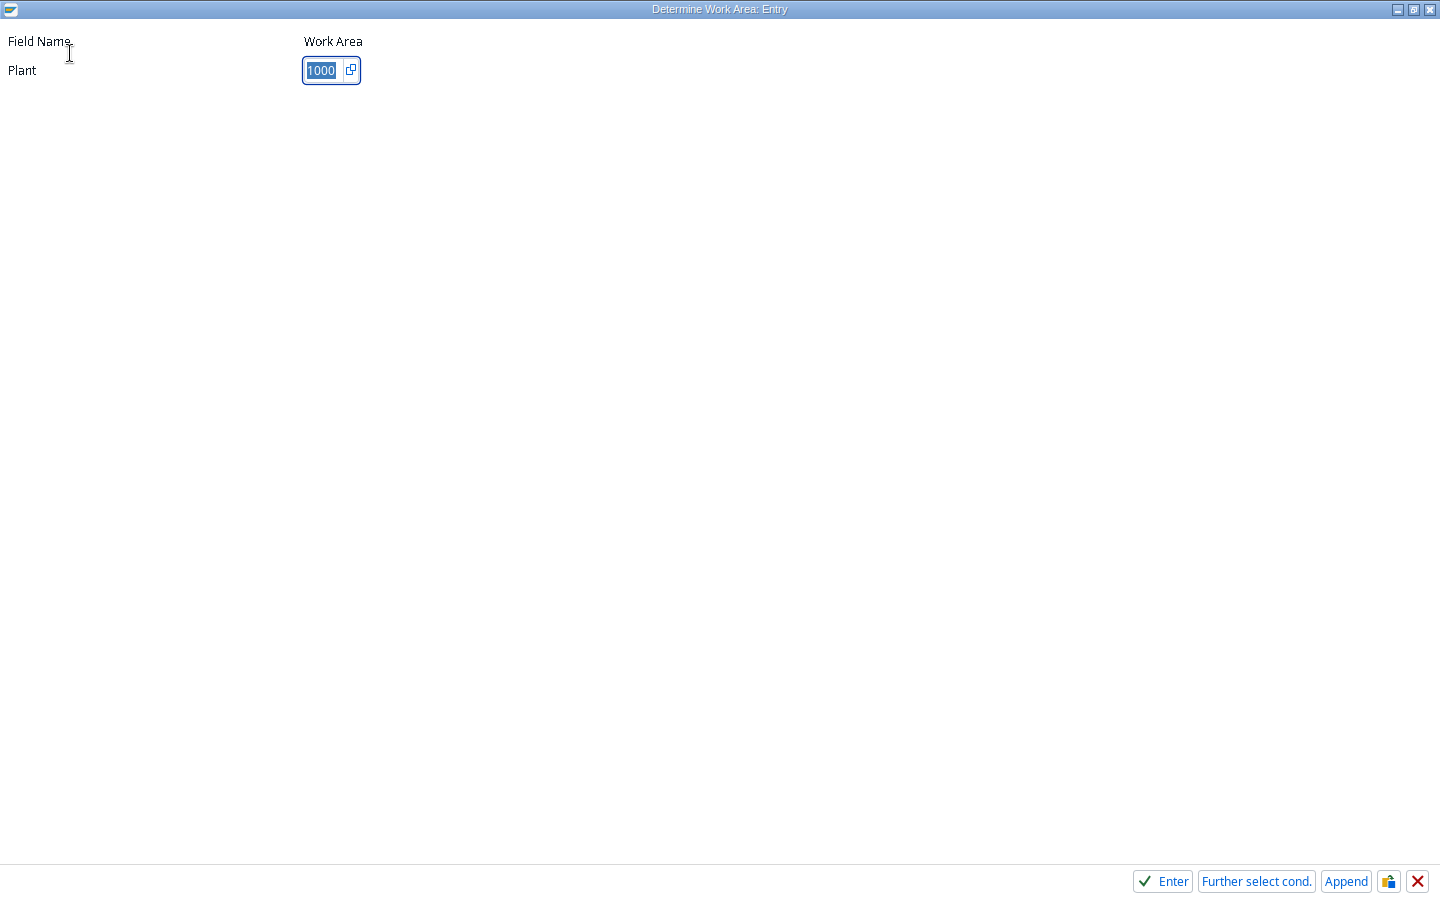 Determine Work Area: Entry
Field Name
Work Area
Plant
1000
Enter
Further select cond.
Append